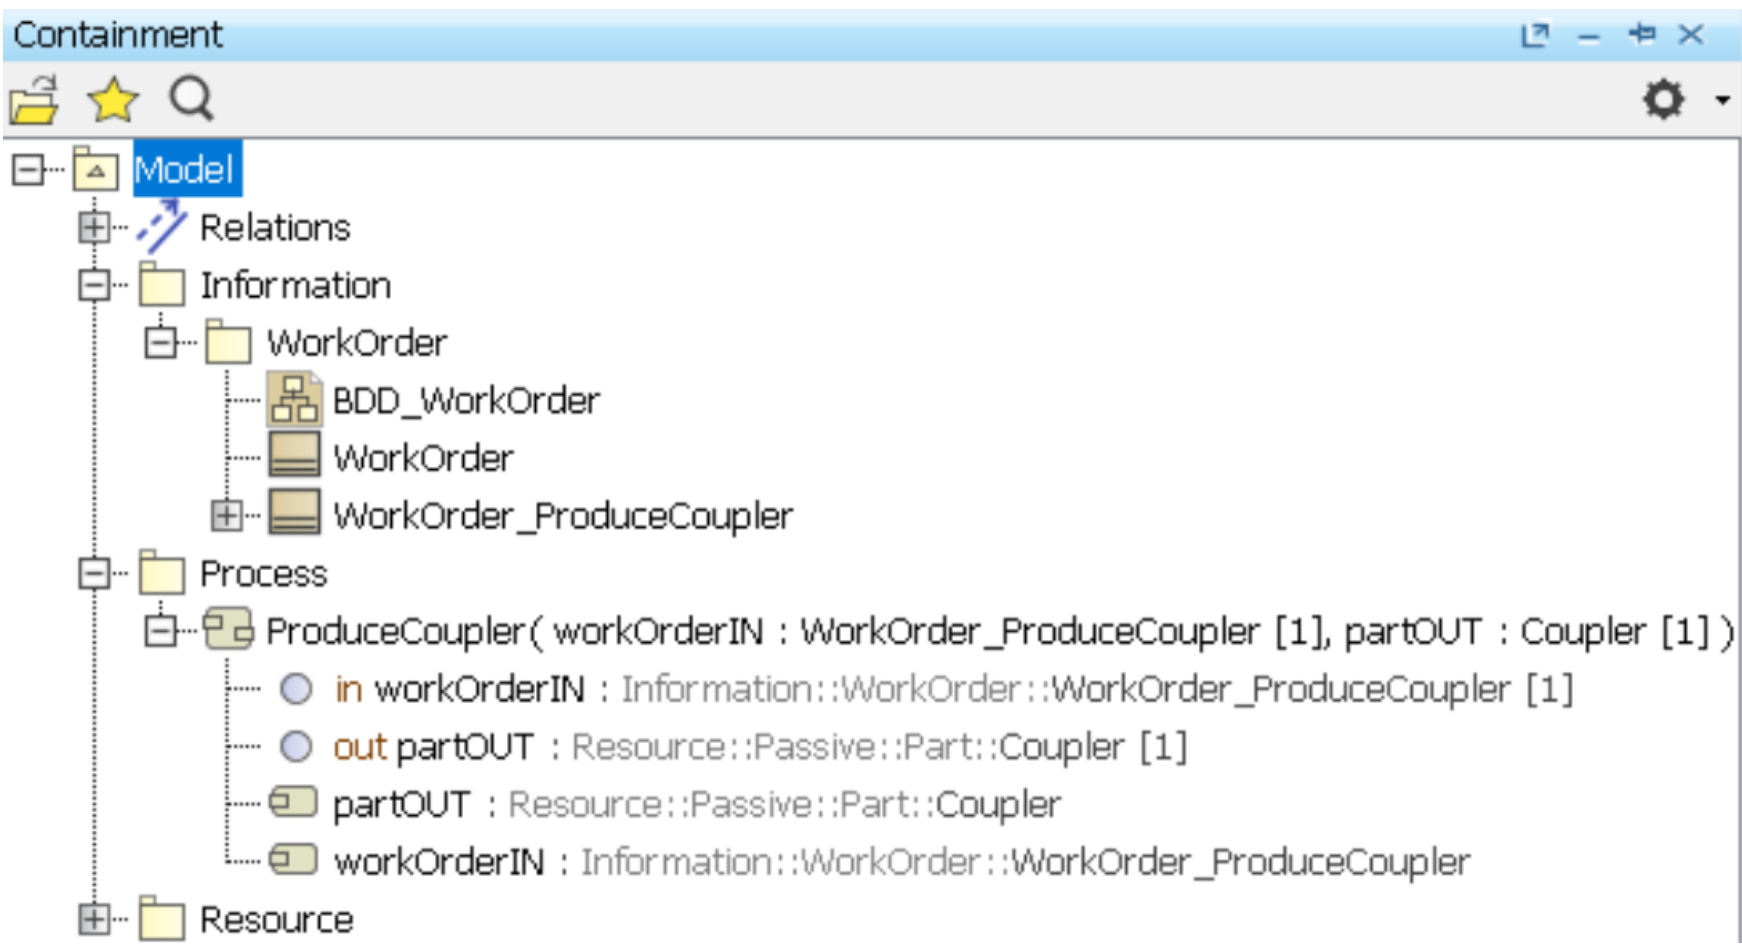 Containment
Model
Relations
Information
WorkOrder
BDD_WorkOrder
WorkOrder
WorkOrder_ProduceCoupler
Process
ProduceCoupler( workOrderIN : WorkOrder_ProduceCoupler [1], partOUT : Coupler [1] )
in workOrderIN : Information::WorkOrder::WorkOrder_ProduceCoupler [1]
out partOUT : Resource::Passive::Part::Coupler [1]
partOUT : Resource::Passive::Part::Coupler
workOrderIN : Information::WorkOrder::WorkOrder_ProduceCoupler
Resource